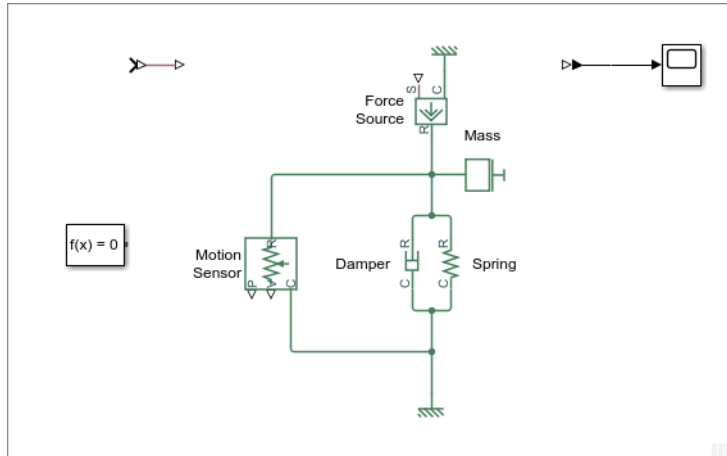 S
C
Force
Source
R
Mass
f(x) = 0
Motion
Sensor
R
P
V
C
Damper
R
C
R
C
Spring